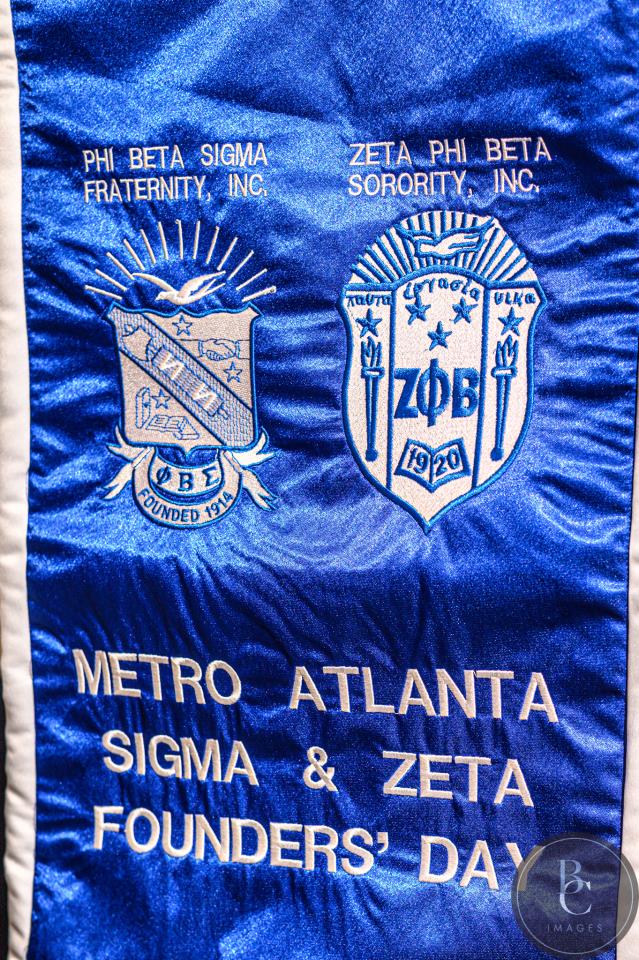 PHI BETA SIGMA
FRATERNITY, INC.
ZETA PHI BETA
SORORITY, INC.
ΦΒΣ
FOUNDED 1914
ΖΦΒ
1920
METRO ATLANTA
SIGMA & ZETA
FOUNDERS' DAY
BC
IMAGES